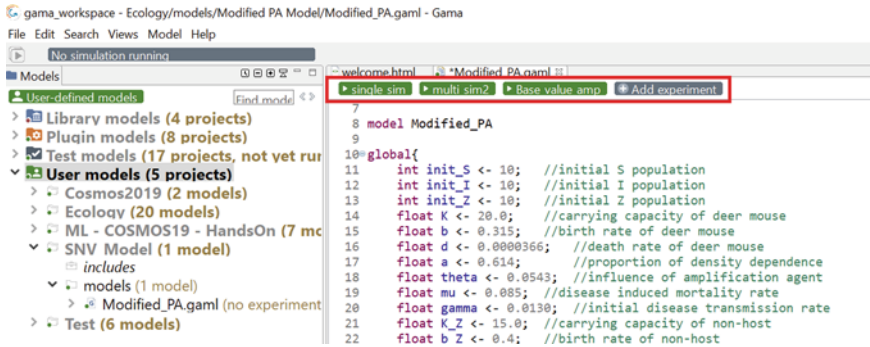 gama_workspace - Ecology/models/Modified PA Model/Modified_PA.gaml - Gama
File Edit Search Views Model Help
No simulation running
Models
User-defined models
Find mode
Library models (4 projects)
Plugin models (8 projects)
Test models (17 projects, not yet rur
User models (5 projects)
Cosmos2019 (2 models)
Ecology (20 models)
ML - COSMOS19 - HandsOn (7 mo
SNV Model (1 model)
includes
models (1 model)
Modified_PA.gaml (no experiment
Test (6 models)
welcome.html *Modified_PA.gaml
single sim multi sim2 Base value amp Add experiment
7
8 model Modified_PA
9
10 global{
11 int init_S <- 10; //initial S population
12 int init_I <- 10; //initial I population
13 int init_Z <- 10; //initial Z population
14 float K <- 20.0; //carrying capacity of deer mouse
15 float b <- 0.315; //birth rate of deer mouse
16 float d <- 0.0000366; //death rate of deer mouse
17 float a <- 0.614; //proportion of density dependence
18 float theta <- 0.0543; //influence of amplification agent
19 float mu <- 0.085; //disease induced mortality rate
20 float gamma <- 0.0130; //initial disease transmission rate
21 float K_Z <- 15.0; //carrying capacity of non-host
22 float b_Z <- 0.4; //birth rate of non-host